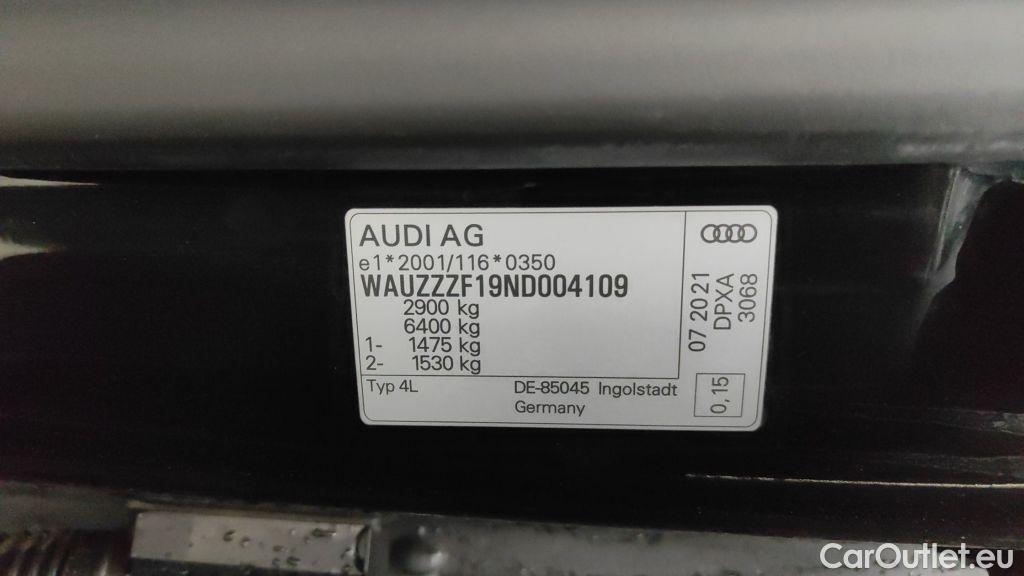 AUDI AG
e1*2001/116*0350
WAUZZZF19ND004109
2900 kg
6400 kg
1- 1475 kg
2- 1530 kg
Typ 4L
DE-85045 Ingolstadt
Germany
07 2021
DPXA
3068
0,15
CarOutlet.eu